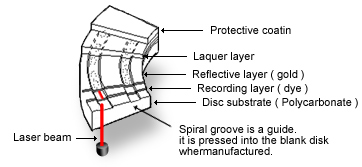 Protective coatin
Laquer layer
Reflective layer ( gold )
Recording layer ( dye )
Disc substrate ( Polycarbonate )
Laser beam
Spiral groove is a guide.
it is pressed into the blank disk
whermanufactured.